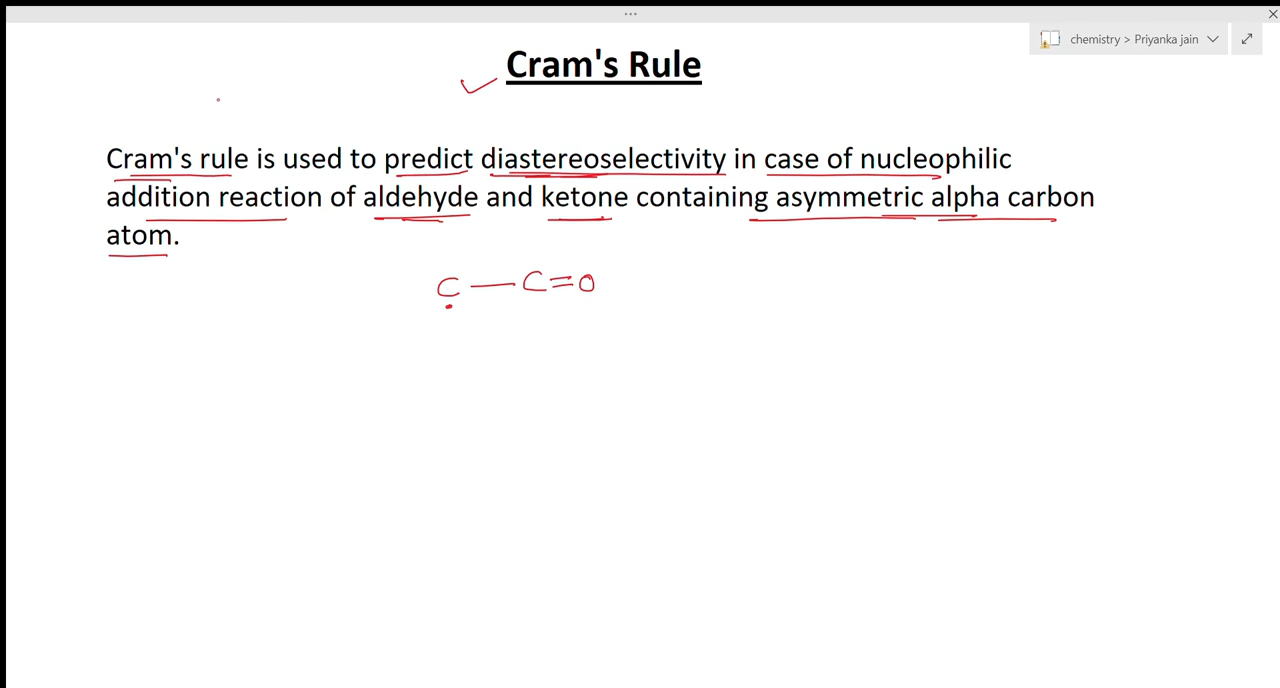 chemistry > Priyanka jain
Cram's Rule
Cram's rule is used to predict diastereoselectivity in case of nucleophilic
addition reaction of aldehyde and ketone containing asymmetric alpha carbon
atom.
C — C = O